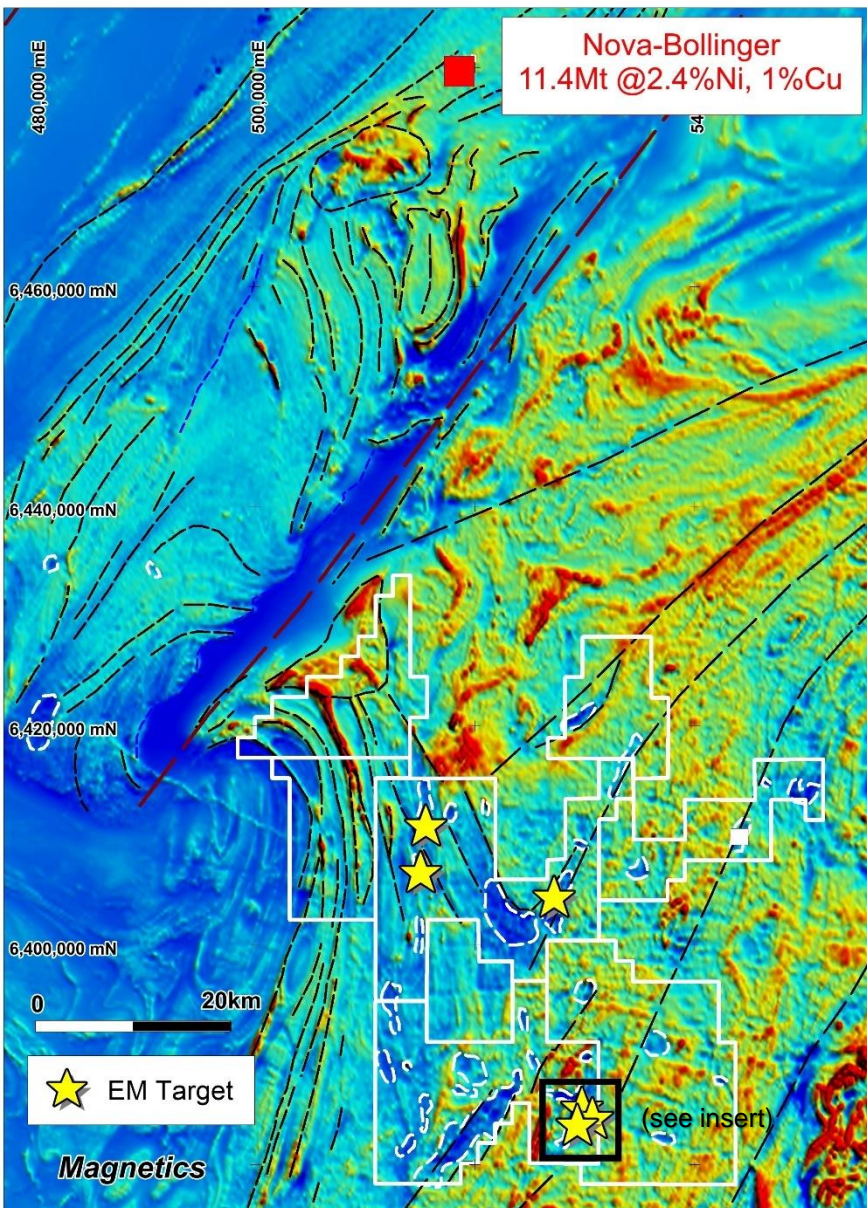 Nova-Bollinger
11.4Mt @2.4%Ni, 1%Cu
480,000 mE
500,000 mE
54
6,460,000 mN
6,440,000 mN
6,420,000 mN
6,400,000 mN
0 20km
EM Target
(see insert)
Magnetics